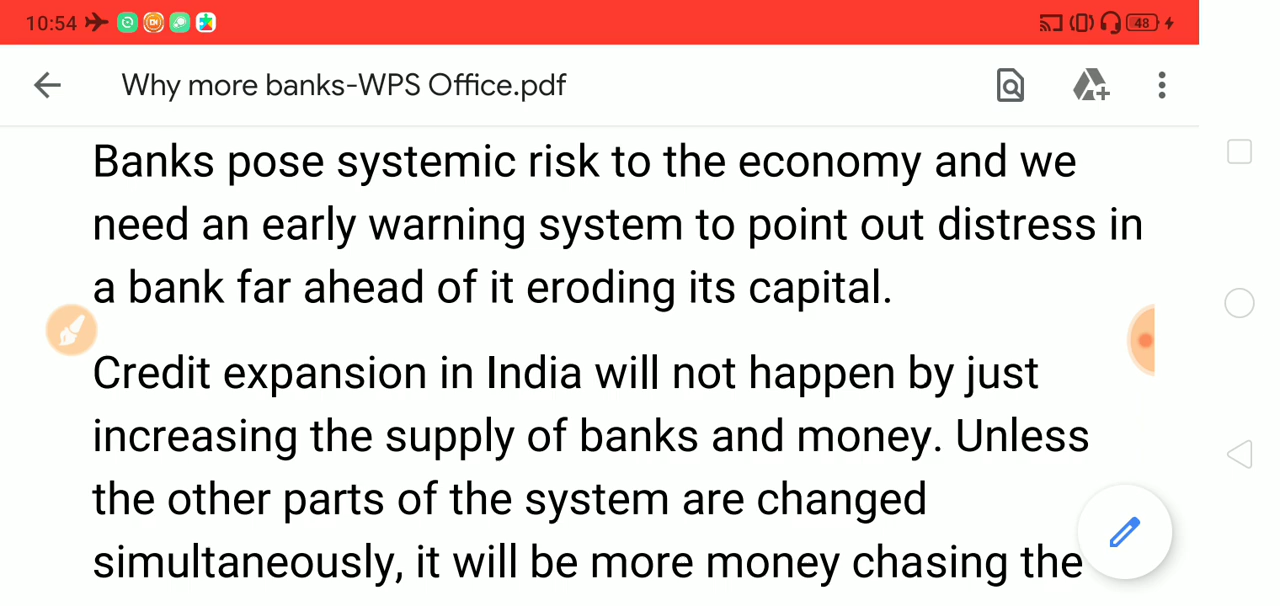 10:54
48
Why more banks-WPS Office.pdf
Banks pose systemic risk to the economy and we
need an early warning system to point out distress in
a bank far ahead of it eroding its capital.
Credit expansion in India will not happen by just
increasing the supply of banks and money. Unless
the other parts of the system are changed
simultaneously, it will be more money chasing the